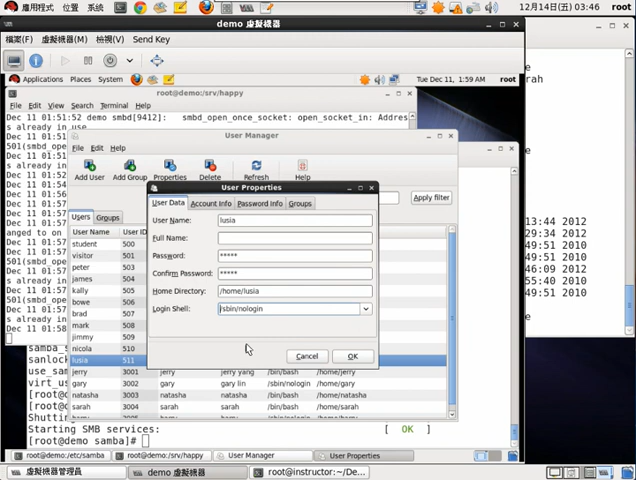 應用程式 位置 系統 12月14日(五) 03:46 root
demo 虛擬機器
檔案(F) 虛擬機器(M) 檢視(V) Send Key
Applications Places System Tue Dec 11, 1:59 AM root
root@demo:/srv/happy
File Edit View Search Terminal Help
Dec 11 01:51:52 demo smbd[9412]: smbd_open_once_socket: open_socket_in: Addres
s already in use
User Manager
File Edit Help
Add User Add Group Properties Delete Refresh Help
Apply filter
Users Groups
User Name User ID
student 500
visitor 501
peter 503
james 504
kally 505
bowe 506
brad 507
mark 508
jimmy 509
nicola 510
lusia 511
jerry 3001 jerry yang /bin/bash /home/jerry
gary 3002 gary lin /sbin/nologin /home/gary
natasha 3003 natasha /bin/bash /home/natasha
sarah 3004 sarah /bin/bash /home/sarah
User Properties
User Data Account Info Password Info Groups
User Name: lusia
Full Name:
Password: *****
Confirm Password: *****
Home Directory: /home/lusia
Login Shell: /sbin/nologin
Cancel OK
13:44 2012
29:34 2012
49:51 2010
46:09 2012
55:40 2010
49:51 2010
Starting SMB services: [ OK ]
[root@demo samba]#
root@demo:/etc/samba root@demo:/srv/happy User Manager User Properties
虛擬機器管理員 demo 虛擬機器 root@instructor:~/De...